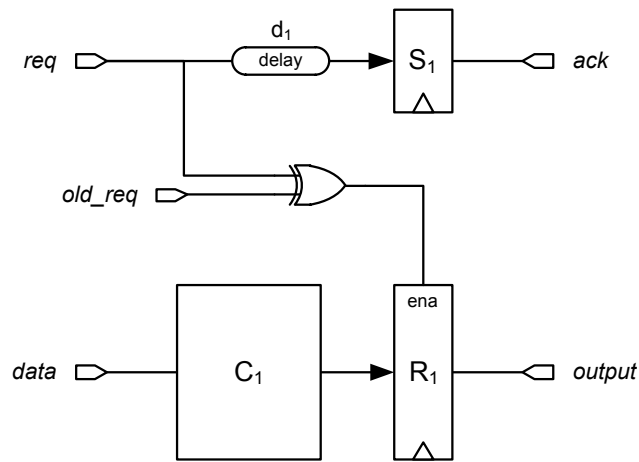 d₁
req
delay
S₁
ack
old_req
ena
data
C₁
R₁
output